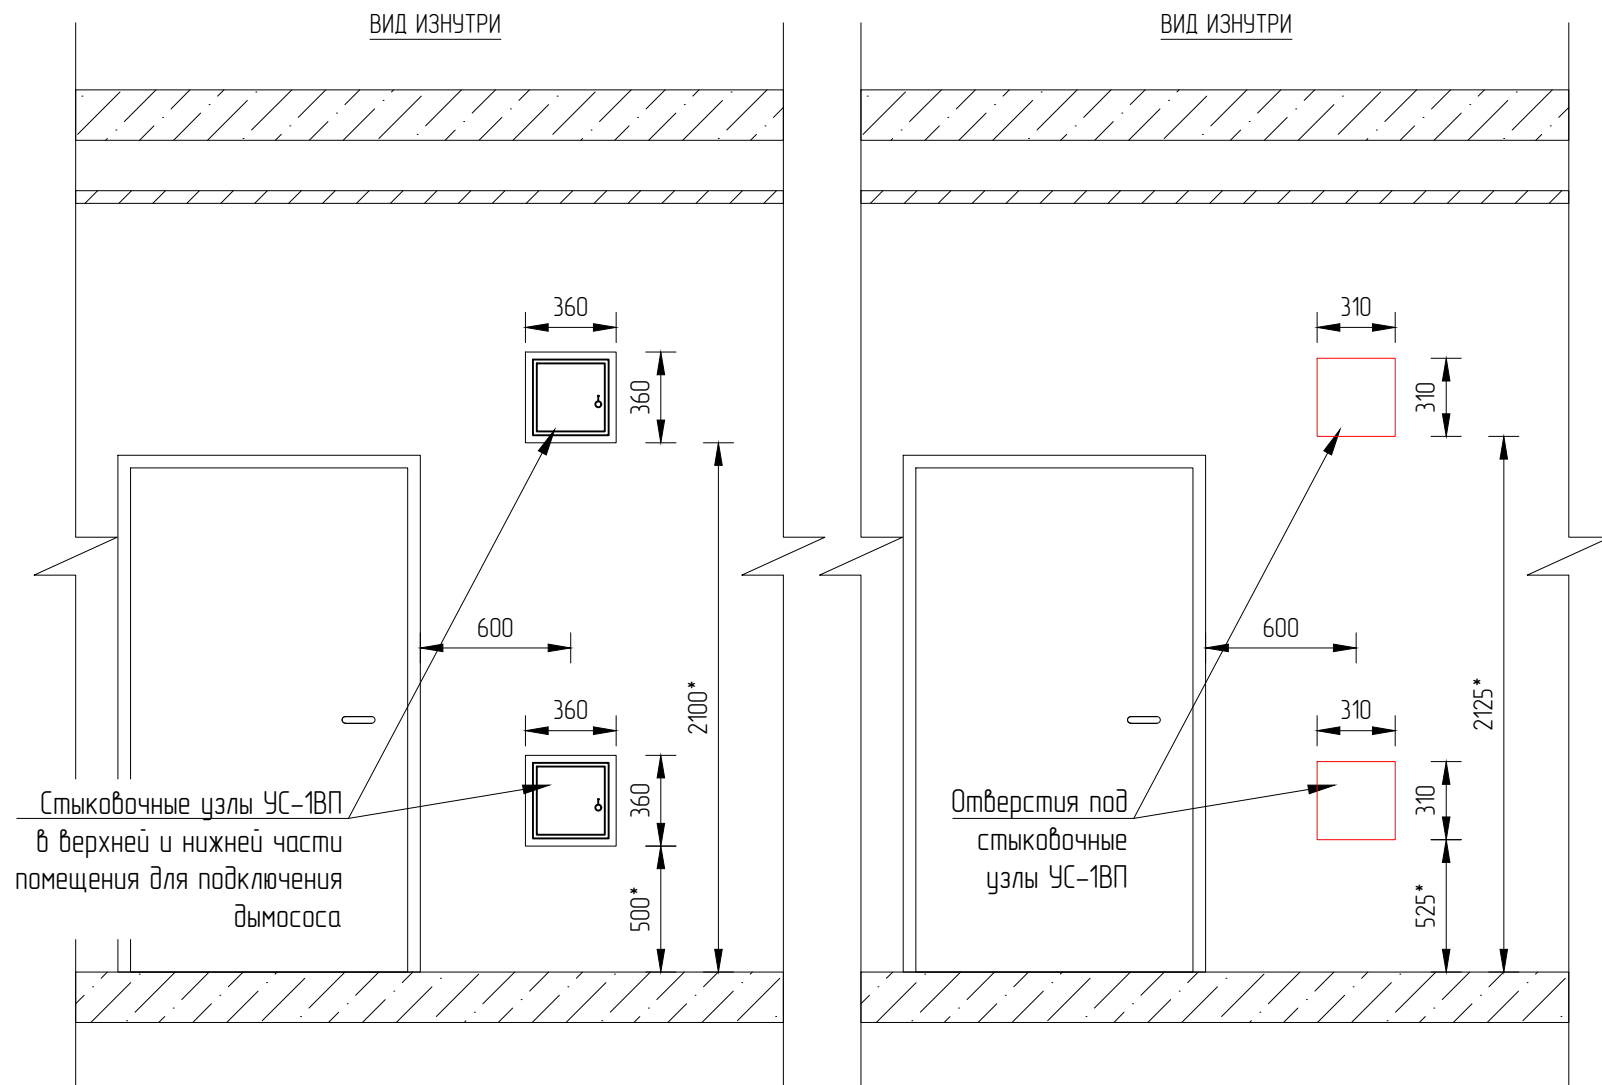 ВИД ИЗНУТРИ
360
360
2100*
600
360
360
500*
Стыковочные узлы УС-1ВП
в верхней и нижней части
помещения для подключения
дымососа
ВИД ИЗНУТРИ
310
310
2125*
600
310
310
525*
Отверстия под
стыковочные
узлы УС-1ВП